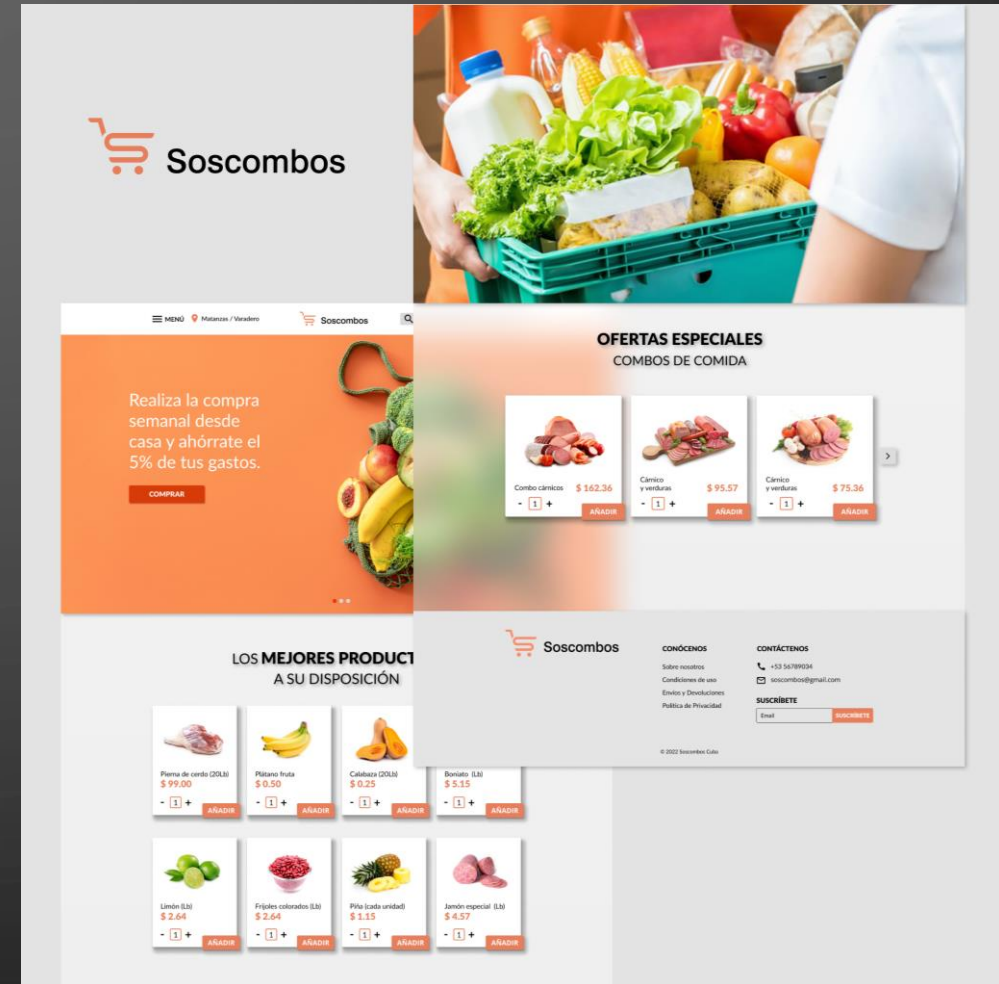 Soscombos
MENÚ
Matanzas / Varadero
Soscombos
Realiza la compra
semanal desde
casa y ahórrate el
5% de tus gastos.
COMPRAR
LOS MEJORES PRODUCT
A SU DISPOSICIÓN
Pierna de cerdo (20Lb)
$ 99.00
- 1 +
AÑADIR
Plátano fruta
$ 0.50
- 1 +
AÑADIR
Calabaza (20Lb)
$ 0.25
- 1 +
AÑADIR
Boniato (Lb)
$ 5.15
- 1 +
AÑADIR
Limón (Lb)
$ 2.64
- 1 +
AÑADIR
Frijoles colorados (Lb)
$ 2.64
- 1 +
AÑADIR
Piña (cada unidad)
$ 1.15
- 1 +
AÑADIR
Jamón especial (Lb)
$ 4.57
- 1 +
AÑADIR
OFERTAS ESPECIALES
COMBOS DE COMIDA
Combo cárnicos
$ 162.36
- 1 +
AÑADIR
Cárnico
y verduras
$ 95.57
- 1 +
AÑADIR
Cárnico
y verduras
$ 75.36
- 1 +
AÑADIR
Soscombos
CONÓCENOS
Sobre nosotros
Condiciones de uso
Envíos y Devoluciones
Política de Privacidad
CONTÁCTENOS
+53 56789034
soscombos@gmail.com
SUSCRÍBETE
Email
SUSCRÍBETE
© 2022 Soscombos Cuba